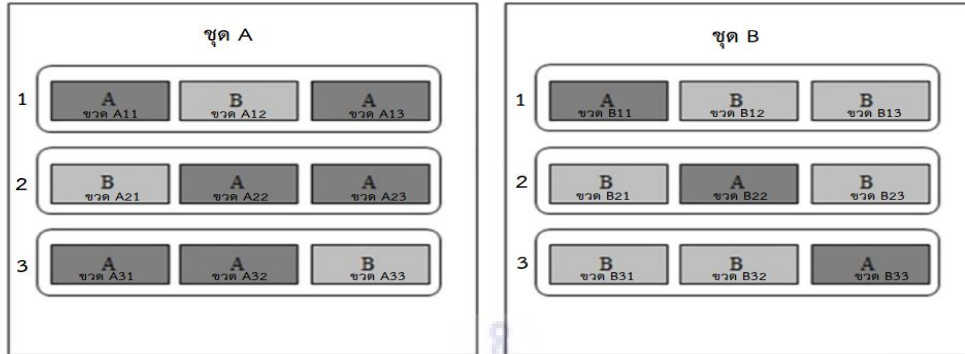 ชุด A
1
A
ขวด A11
B
ขวด A12
A
ขวด A13
2
B
ขวด A21
A
ขวด A22
A
ขวด A23
3
A
ขวด A31
A
ขวด A32
B
ขวด A33
ชุด B
1
A
ขวด B11
B
ขวด B12
B
ขวด B13
2
B
ขวด B21
A
ขวด B22
B
ขวด B23
3
B
ขวด B31
B
ขวด B32
A
ขวด B33